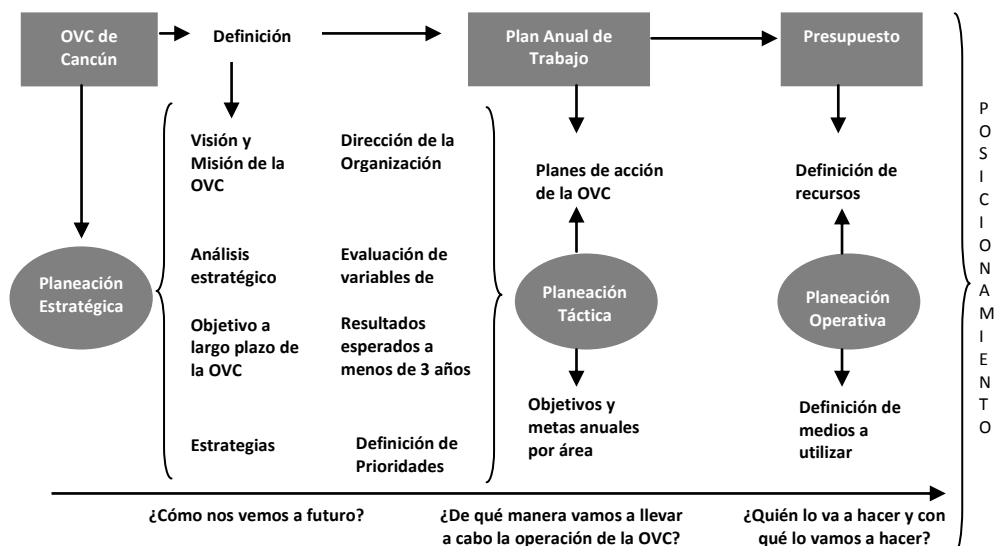 OVC de
Cancún
Definición
Plan Anual de
Trabajo
Presupuesto
Visión y
Misión de la
OVC
Dirección de la
Organización
Planes de acción
de la OVC
Definición de
recursos
Planeación
Estratégica
Análisis
estratégico
Evaluación de
variables de
Planeación
Táctica
Planeación
Operativa
Objetivo a
largo plazo de
la OVC
Resultados
esperados a
menos de 3 años
Objetivos y
metas anuales
por área
Definición de
medios a
utilizar
Estrategias
Definición de
Prioridades
¿Cómo nos vemos a futuro?
¿De qué manera vamos a llevar
a cabo la operación de la OVC?
¿Quién lo va a hacer y con
qué lo vamos a hacer?
POSICIONAMIENTO